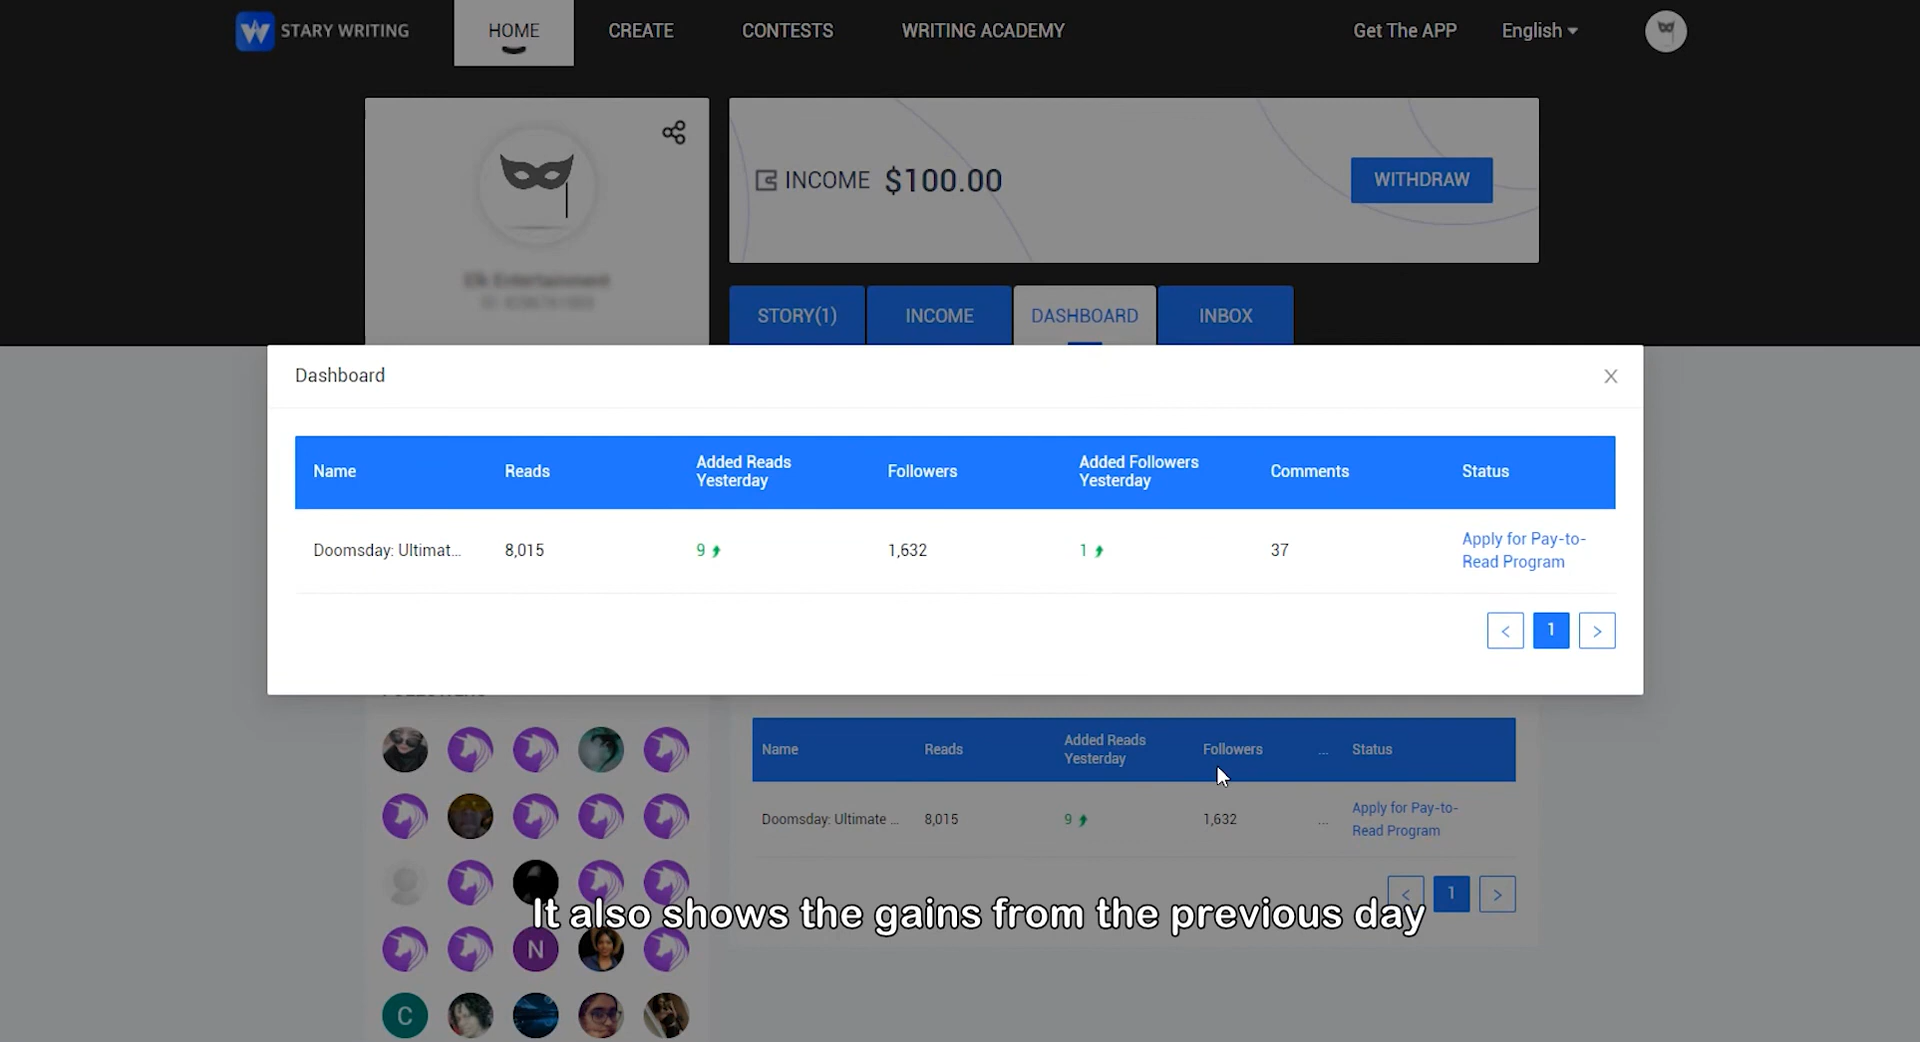 STARY WRITING
HOME
CREATE
CONTESTS
WRITING ACADEMY
Get The APP
English
INCOME $100.00
WITHDRAW
STORY(1)
INCOME
DASHBOARD
INBOX
Dashboard
Name
Reads
Added Reads
Yesterday
Followers
Added Followers
Yesterday
Comments
Status
Doomsday: Ultimat...
8,015
9
1,632
1
37
Apply for Pay-to-
Read Program
<
1
>
Name
Reads
Added Reads
Yesterday
Followers
...
Status
Doomsday: Ultimate ...
8,015
9
1,632
...
Apply for Pay-to-
Read Program
<
1
>
It also shows the gains from the previous day
N
C